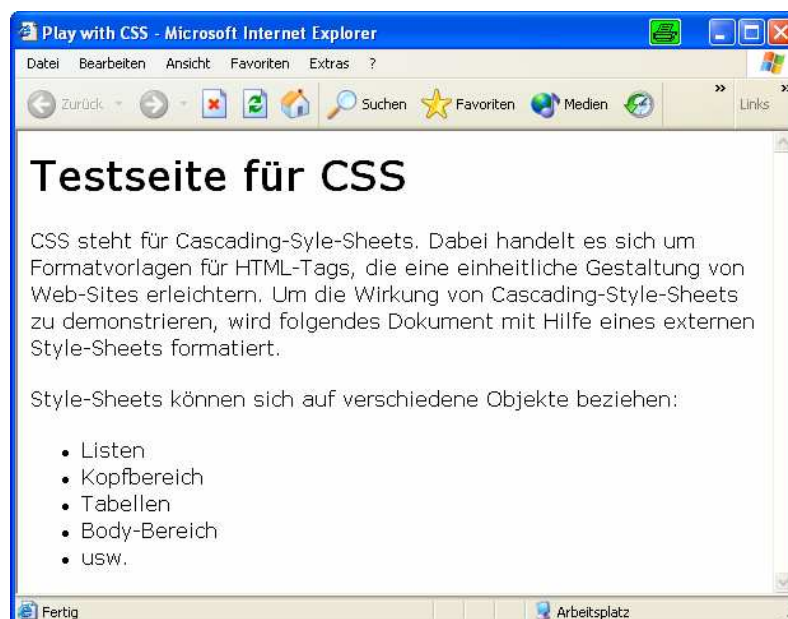 Play with CSS - Microsoft Internet Explorer
Datei Bearbeiten Ansicht Favoriten Extras ?
Zurück Suchen Favoriten Medien » Links »
Testseite für CSS
CSS steht für Cascading-Syle-Sheets. Dabei handelt es sich um
Formatvorlagen für HTML-Tags, die eine einheitliche Gestaltung von
Web-Sites erleichtern. Um die Wirkung von Cascading-Style-Sheets
zu demonstrieren, wird folgendes Dokument mit Hilfe eines externen
Style-Sheets formatiert.
Style-Sheets können sich auf verschiedene Objekte beziehen:
• Listen
• Kopfbereich
• Tabellen
• Body-Bereich
• usw.
Fertig Arbeitsplatz